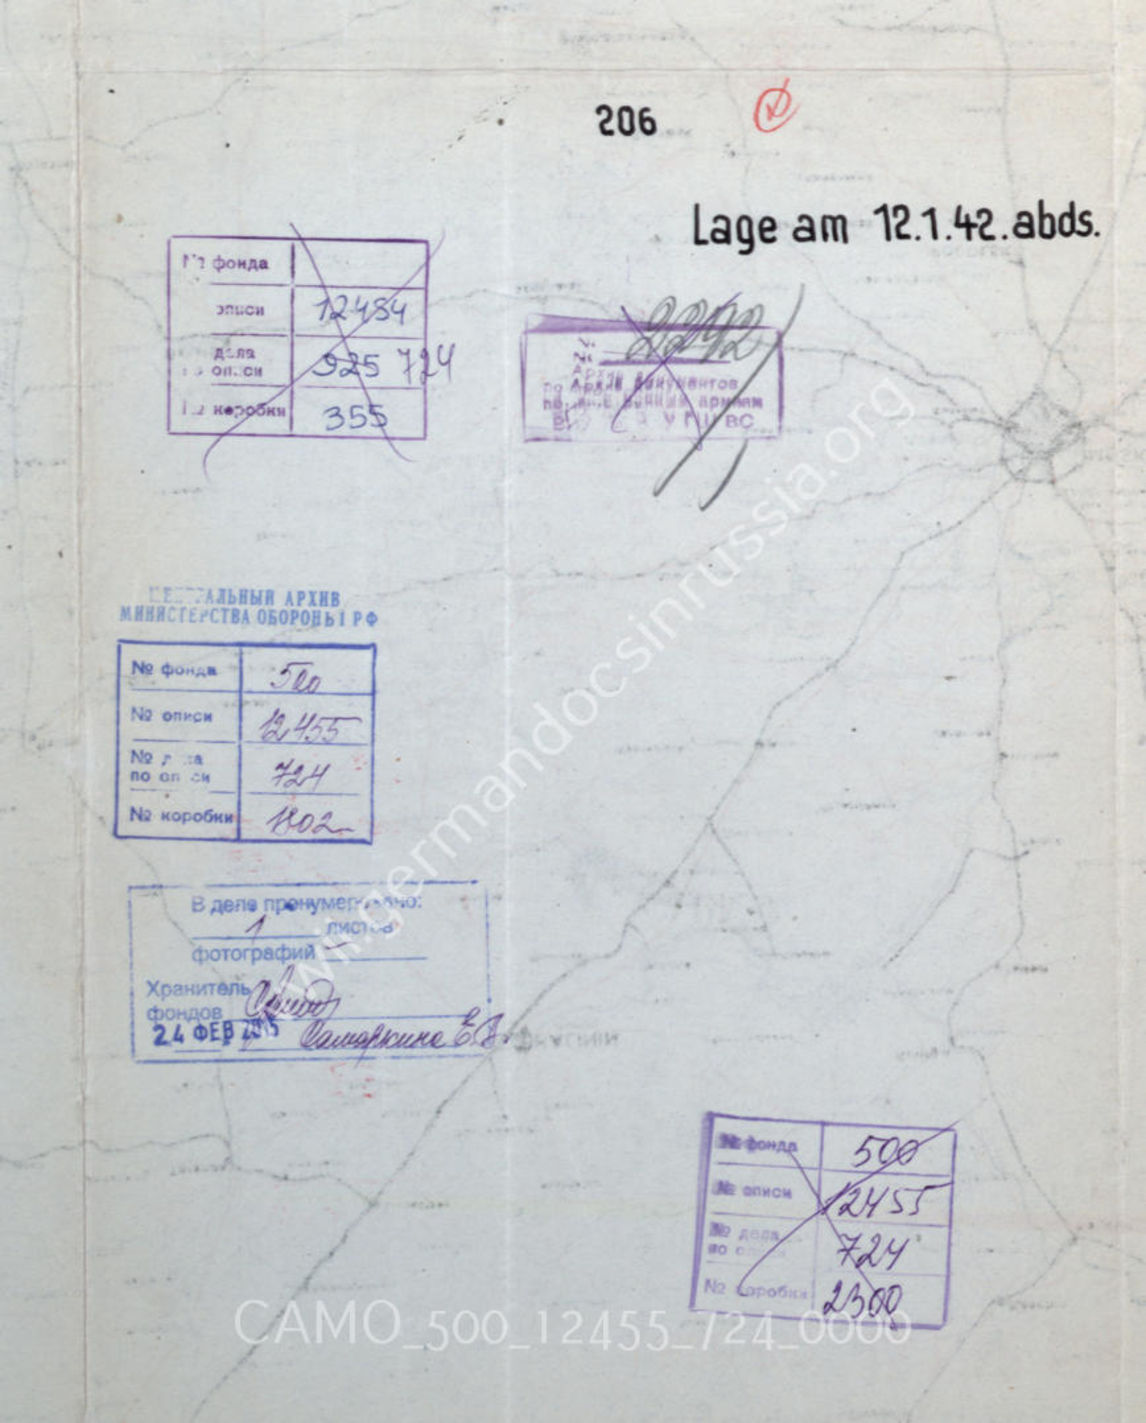 206
Lage am 12.1.42. abds.
№ фонда
описи 12484
дела по описи 925 724
№ коробки 355
2292
№
Архив документов
ЦЕНТРАЛЬНЫЙ АРХИВ
МИНИСТЕРСТВА ОБОРОНЫ РФ
№ фонда 500
№ описи 12455
№ дела по описи 724
№ коробки 1802
В деле пронумеровано:
1 листов
фотографий —
Хранитель
фондов
24 ФЕВ 2015 Самаркина Е.В.
№ фонда 500
№ описи 12455
№ дела по описи 724
№ коробки 2300
www.germandocsinrussia.org
CAMO_500_12455_724_0000